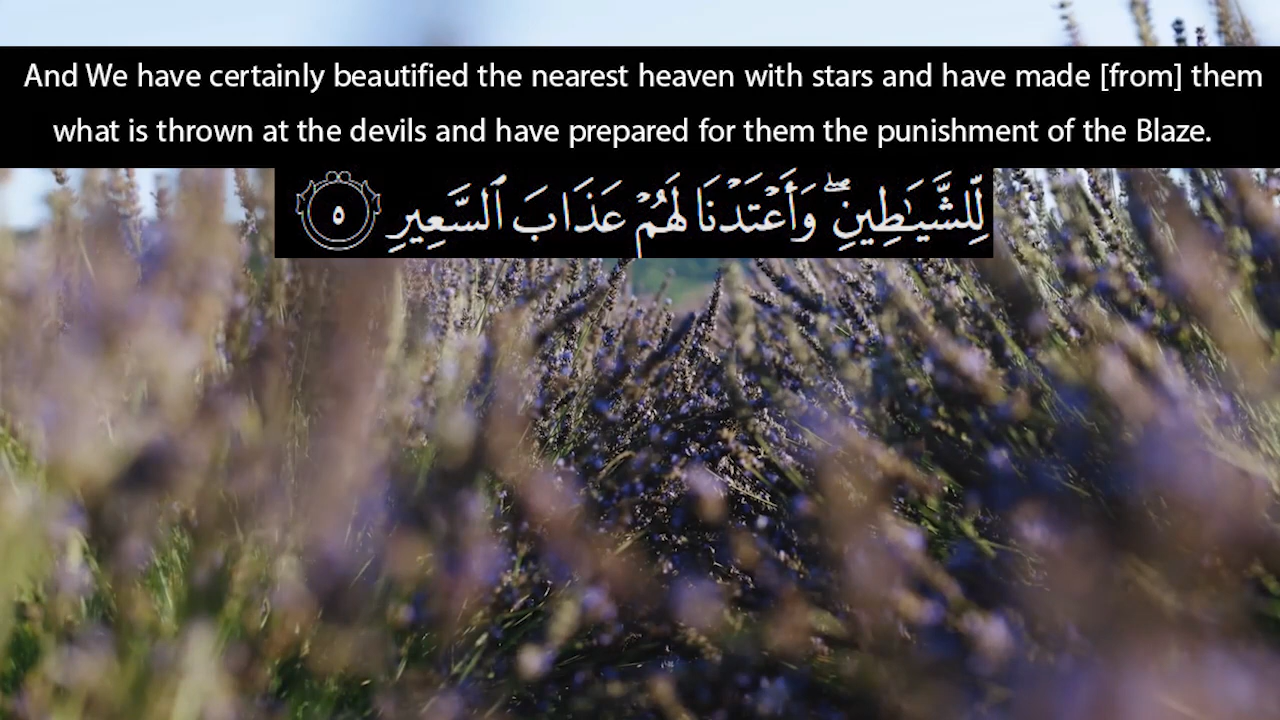 And We have certainly beautified the nearest heaven with stars and have made [from] them
what is thrown at the devils and have prepared for them the punishment of the Blaze.
لِّلشَّيَـٰطِينِ ۖ وَأَعْتَدْنَا لَهُمْ عَذَابَ ٱلسَّعِيرِ ٥